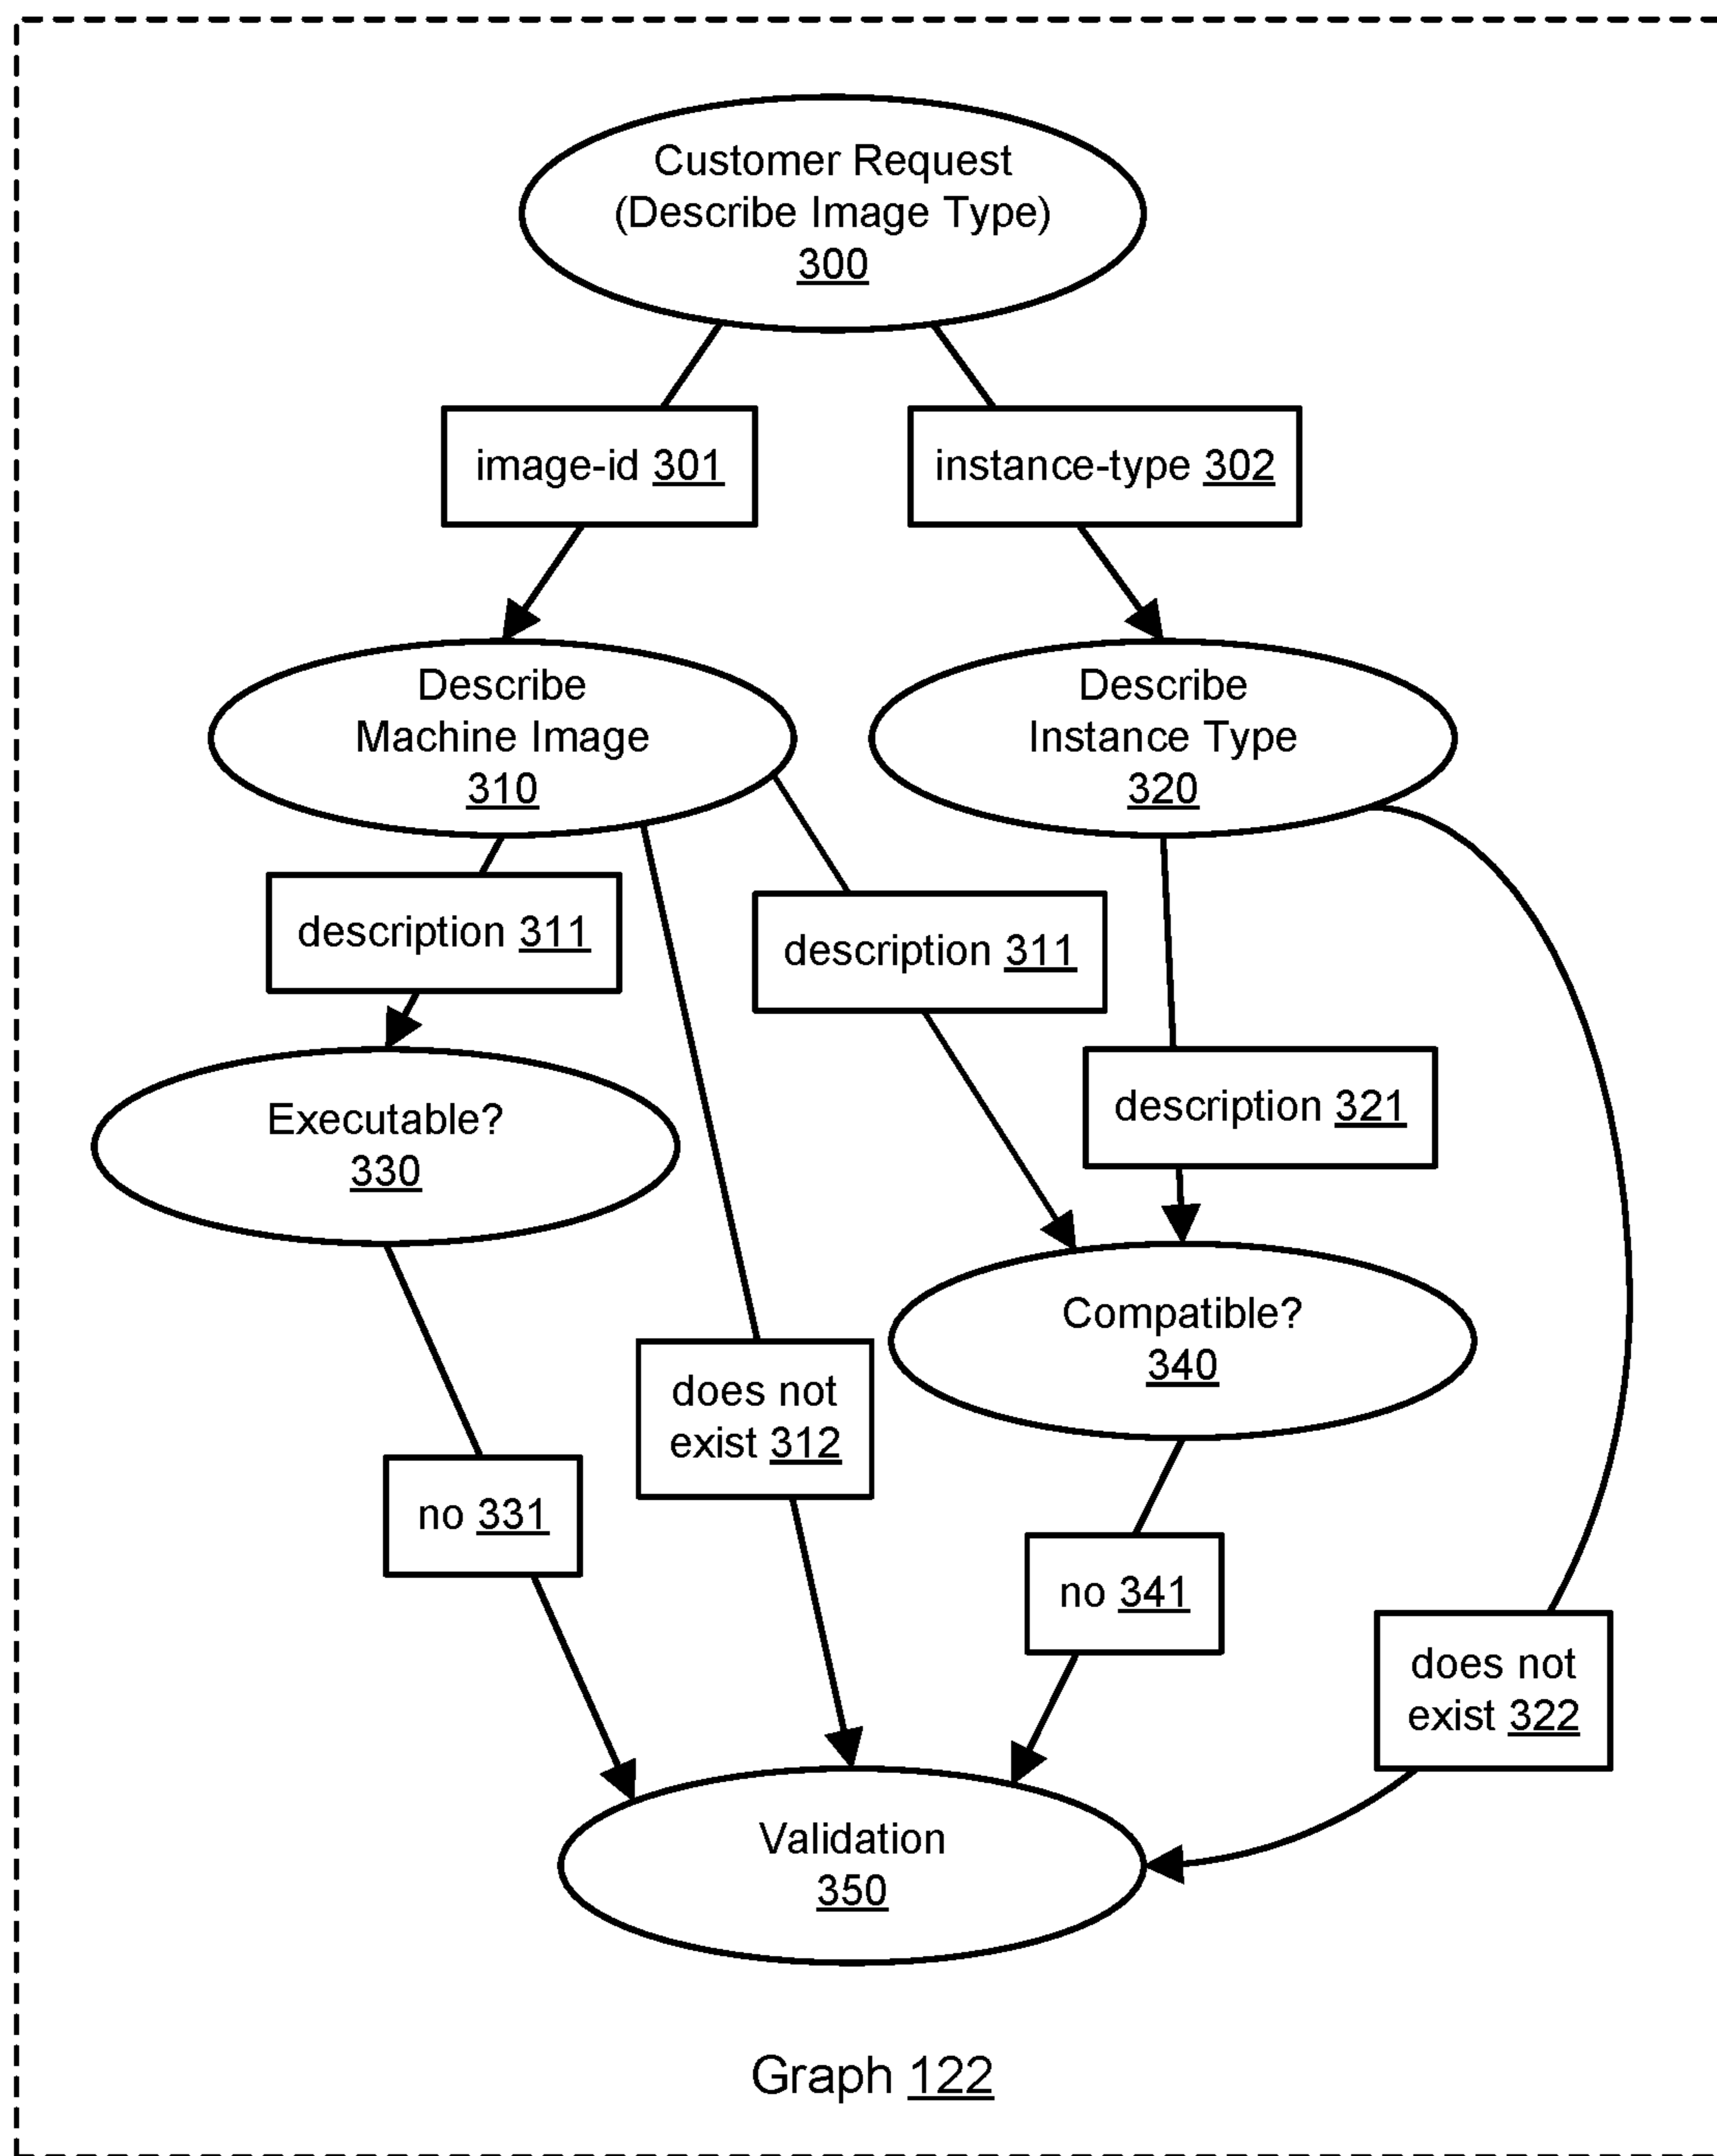 Customer Request
(Describe Image Type)
300
image-id 301
instance-type 302
Describe
Machine Image
310
Describe
Instance Type
320
description 311
description 311
description 321
Executable?
330
Compatible?
340
does not
exist 312
no 331
no 341
does not
exist 322
Validation
350
Graph 122